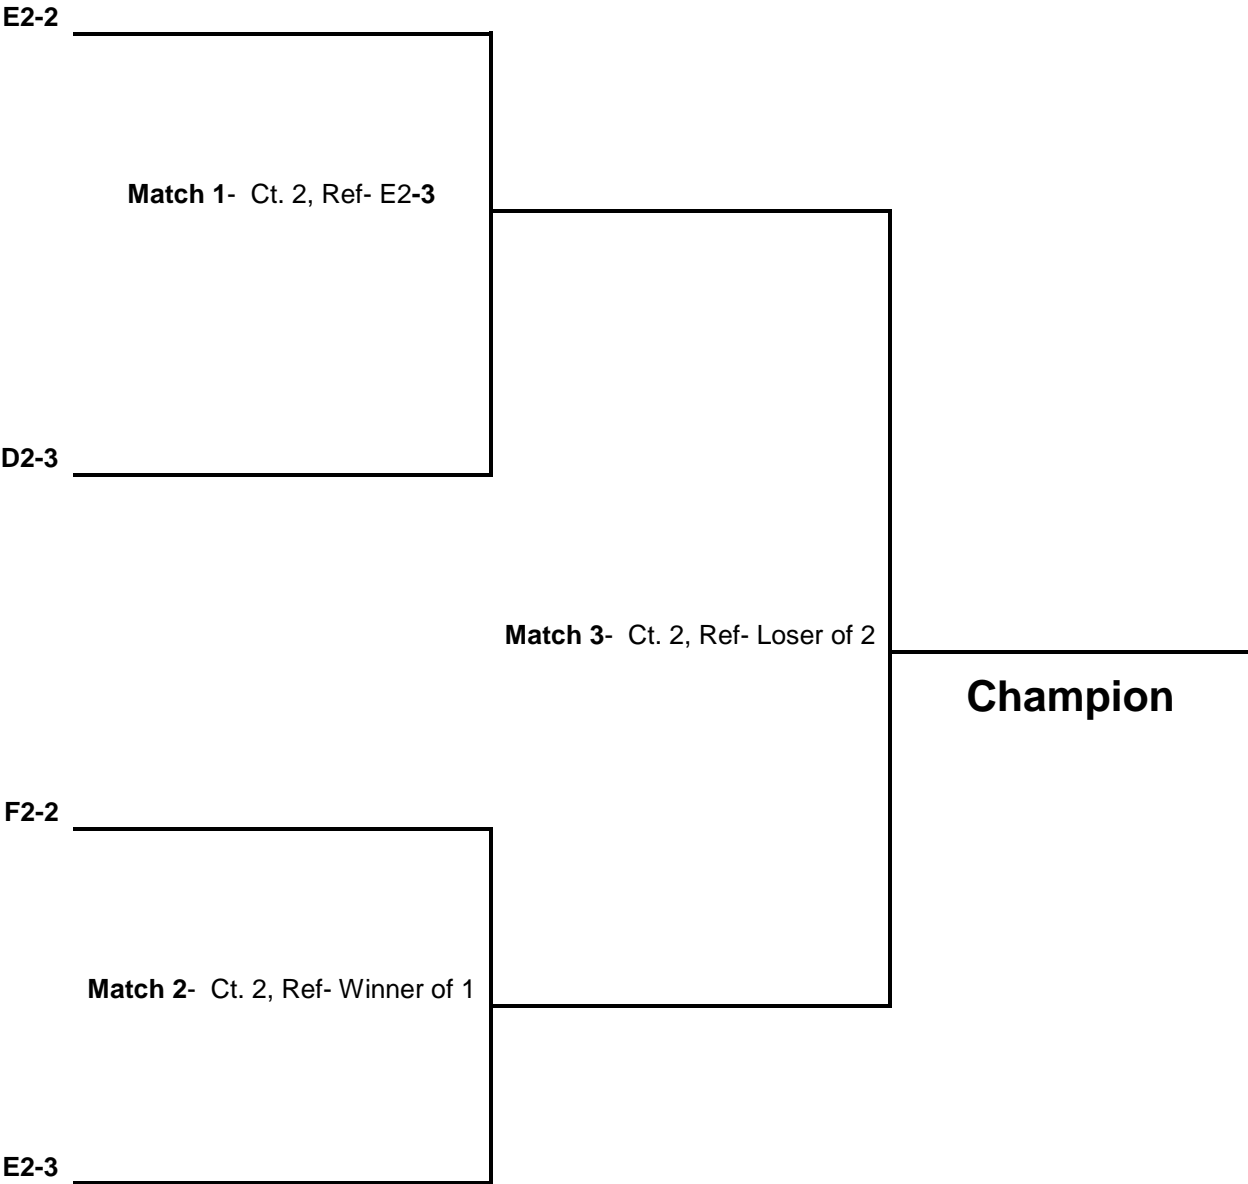 E2-2
Match 1-  Ct. 2, Ref- E2-3
D2-3
Match 3-  Ct. 2, Ref- Loser of 2
Champion
F2-2
Match 2-  Ct. 2, Ref- Winner of 1
E2-3